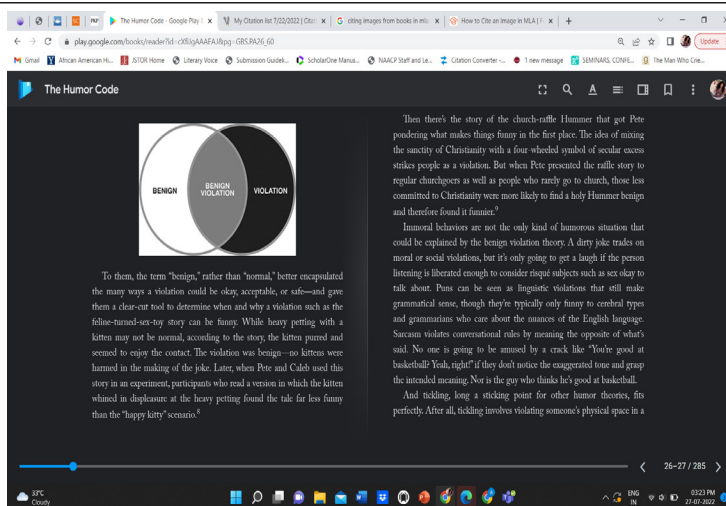 The Humor Code - Google Play
My Citation list 7/22/2022 | Citat
citing images from books in mla
How to Cite an Image in MLA | F
play.google.com/books/reader?id=cXlUgAAAEAJ&pg=GBS.PA26_60
Update
Gmail
African American Hi...
JSTOR Home
Literary Voice
Submission Guideli...
ScholarOne Manus...
NAACP Staff and Le...
Citation Converter -...
1 new message
SEMINARS, CONFE...
The Man Who Crie...
The Humor Code
BENIGN
BENIGN
VIOLATION
VIOLATION
To them, the term “benign,” rather than “normal,” better encapsulated
the many ways a violation could be okay, acceptable, or safe—and gave
them a clear-cut tool to determine when and why a violation such as the
feline-turned-sex-toy story can be funny. While heavy petting with a
kitten may not be normal, according to the story, the kitten purred and
seemed to enjoy the contact. The violation was benign—no kittens were
harmed in the making of the joke. Later, when Pete and Caleb used this
story in an experiment, participants who read a version in which the kitten
whined in displeasure at the heavy petting found the tale far less funny
than the “happy kitty” scenario.8
Then there’s the story of the church-raffle Hummer that got Pete
pondering what makes things funny in the first place. The idea of mixing
the sanctity of Christianity with a four-wheeled symbol of secular excess
strikes people as a violation. But when Pete presented the raffle story to
regular churchgoers as well as people who rarely go to church, those less
committed to Christianity were more likely to find a holy Hummer benign
and therefore found it funnier.9
Immoral behaviors are not the only kind of humorous situation that
could be explained by the benign violation theory. A dirty joke trades on
moral or social violations, but it’s only going to get a laugh if the person
listening is liberated enough to consider risqué subjects such as sex okay to
talk about. Puns can be seen as linguistic violations that still make
grammatical sense, though they’re typically only funny to cerebral types
and grammarians who care about the nuances of the English language.
Sarcasm violates conversational rules by meaning the opposite of what’s
said. No one is going to be amused by a crack like “You’re good at
basketball? Yeah, right!” if they don’t notice the exaggerated tone and grasp
the intended meaning. Nor is the guy who thinks he’s good at basketball.
And tickling, long a sticking point for other humor theories, fits
perfectly. After all, tickling involves violating someone’s physical space in a
26-27 / 285
33°C
Cloudy
ENG
IN
03:23 PM
27-07-2022